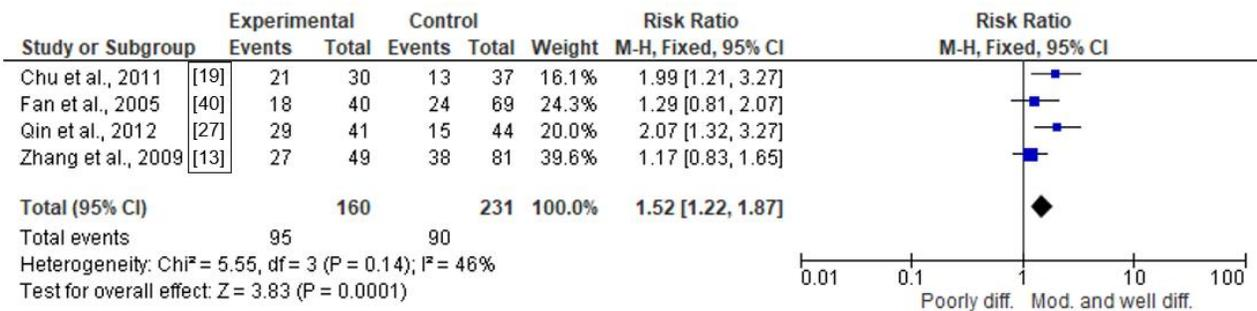 Experimental Control Risk Ratio Risk Ratio
Study or Subgroup Events Total Events Total Weight M-H, Fixed, 95% CI M-H, Fixed, 95% CI
Chu et al., 2011 [19] 21 30 13 37 16.1% 1.99 [1.21, 3.27]
Fan et al., 2005 [40] 18 40 24 69 24.3% 1.29 [0.81, 2.07]
Qin et al., 2012 [27] 29 41 15 44 20.0% 2.07 [1.32, 3.27]
Zhang et al., 2009 [13] 27 49 38 81 39.6% 1.17 [0.83, 1.65]
Total (95% CI) 160 231 100.0% 1.52 [1.22, 1.87]
Total events 95 90
Heterogeneity: Chi² = 5.55, df = 3 (P = 0.14); I² = 46%
Test for overall effect: Z = 3.83 (P = 0.0001)
0.01 0.1 1 10 100
Poorly diff. Mod. and well diff.